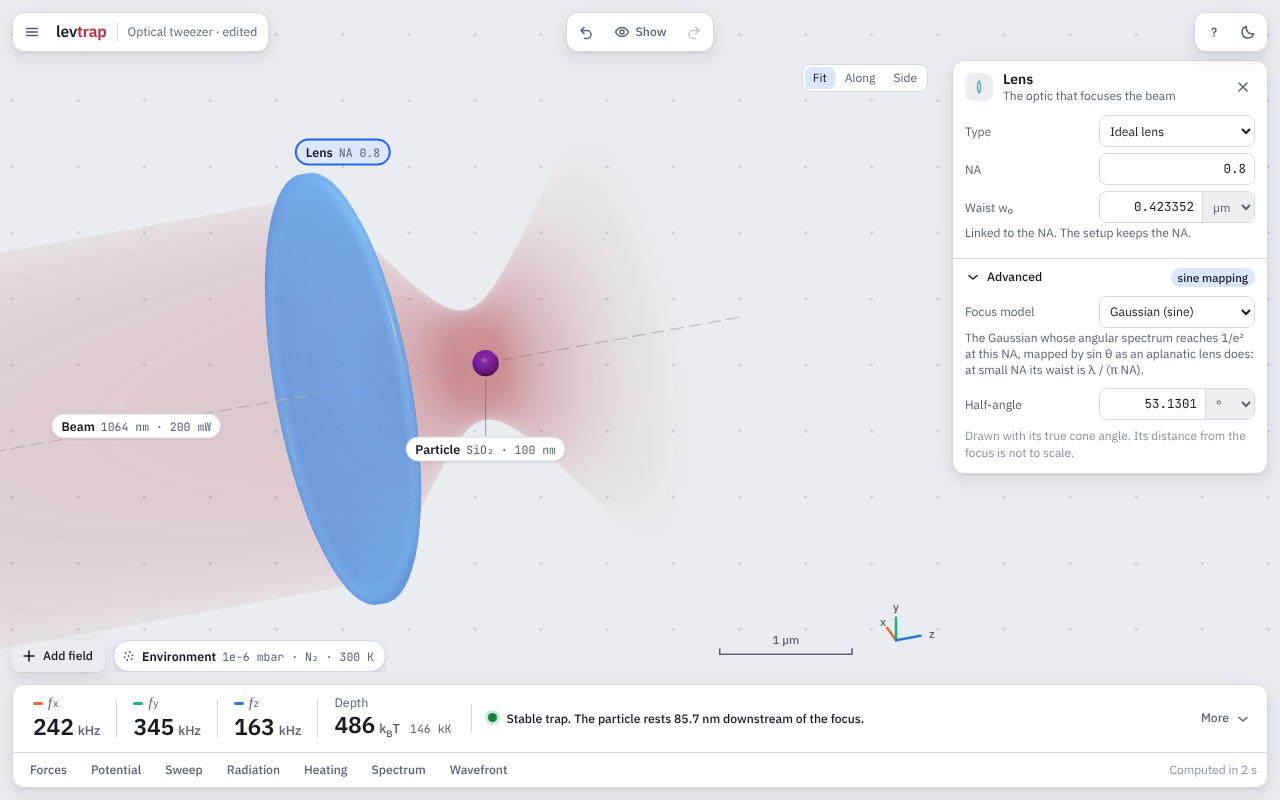 levtrap Optical tweezer · edited
Show
?
Fit Along Side
Lens
The optic that focuses the beam
Type Ideal lens
NA 0.8
Waist w₀ 0.423352 µm
Linked to the NA. The setup keeps the NA.
Advanced sine mapping
Focus model Gaussian (sine)
The Gaussian whose angular spectrum reaches 1/e²
at this NA, mapped by sin θ as an aplanatic lens does:
at small NA its waist is λ / (π NA).
Half-angle 53.1301 °
Drawn with its true cone angle. Its distance from the
focus is not to scale.
Lens NA 0.8
Beam 1064 nm · 200 mW
Particle SiO₂ · 100 nm
1 µm
y
x
z
Add field
Environment 1e-6 mbar · N₂ · 300 K
fx
242 kHz
fy
345 kHz
fz
163 kHz
Depth
486 k_BT 146 kK
Stable trap. The particle rests 85.7 nm downstream of the focus.
More
Forces Potential Sweep Radiation Heating Spectrum Wavefront
Computed in 2 s